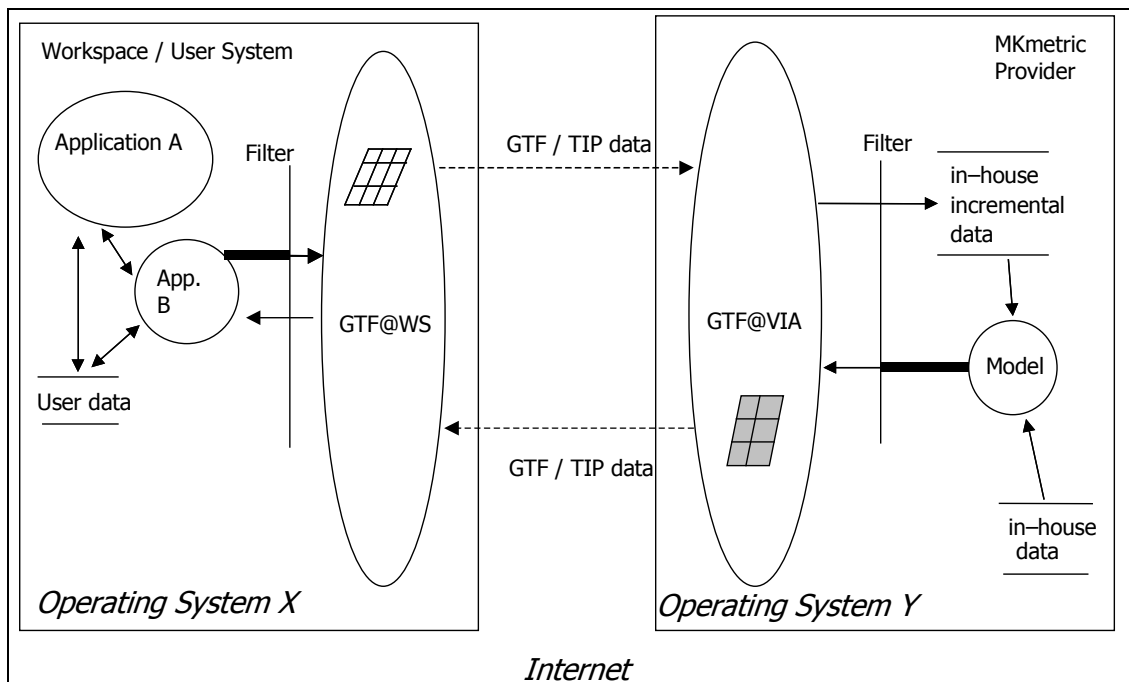 Workspace / User System
Application A
Filter
App.
B
GTF@WS
User data
Operating System X
GTF / TIP data
GTF / TIP data
MKmetric
Provider
Filter
in–house
incremental
data
GTF@VIA
Model
in–house
data
Operating System Y
Internet